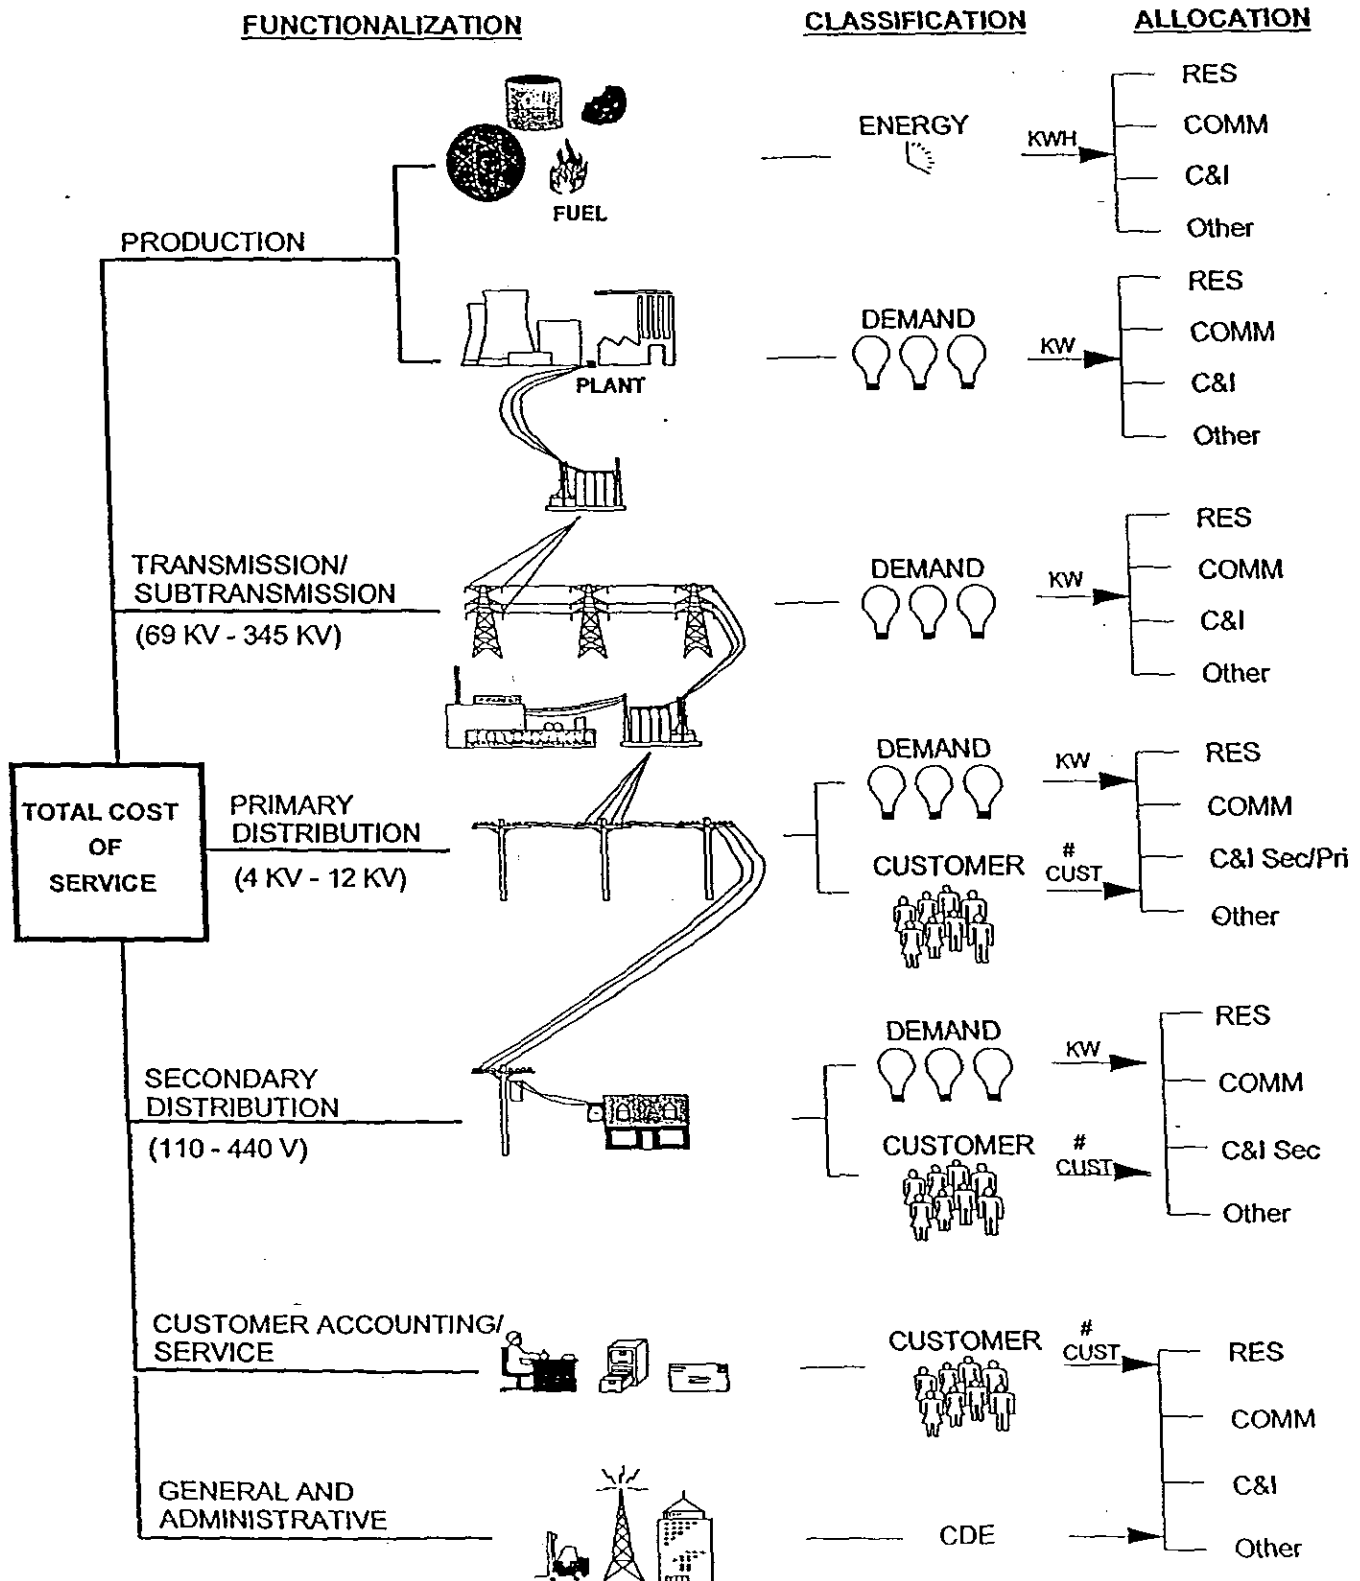 FUNCTIONALIZATION
CLASSIFICATION
ALLOCATION
FUEL
ENERGY
KWH
RES
COMM
C&I
Other
PRODUCTION
PLANT
DEMAND
KW
RES
COMM
C&I
Other
TRANSMISSION/
SUBTRANSMISSION
(69 KV - 345 KV)
DEMAND
KW
RES
COMM
C&I
Other
TOTAL COST
OF
SERVICE
PRIMARY
DISTRIBUTION
(4 KV - 12 KV)
DEMAND
KW
CUSTOMER
#
CUST
RES
COMM
C&I Sec/Pri
Other
SECONDARY
DISTRIBUTION
(110 - 440 V)
DEMAND
KW
CUSTOMER
#
CUST
RES
COMM
C&I Sec
Other
CUSTOMER ACCOUNTING/
SERVICE
CUSTOMER
#
CUST
RES
COMM
C&I
Other
GENERAL AND
ADMINISTRATIVE
CDE